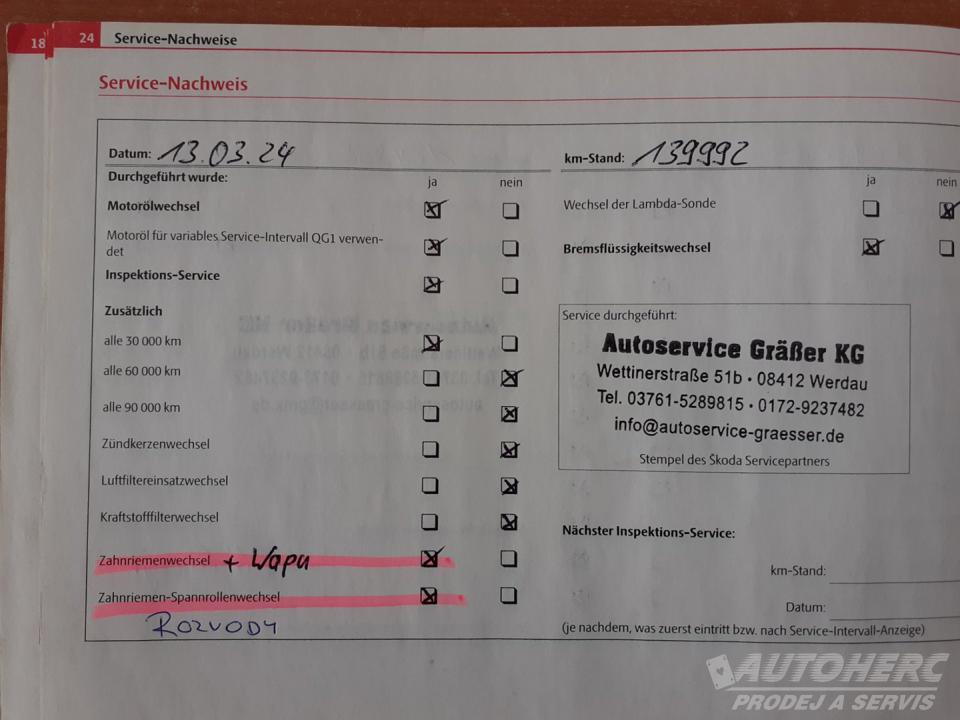 18
24 Service-Nachweise
Service-Nachweis
Datum: 13.03.24
km-Stand: 139992
Durchgeführt wurde:
ja nein
ja nein
Motorölwechsel
Wechsel der Lambda-Sonde
Motoröl für variables Service-Intervall QG1 verwen-
det
Bremsflüssigkeitswechsel
Inspektions-Service
Zusätzlich
alle 30 000 km
alle 60 000 km
alle 90 000 km
Zündkerzenwechsel
Luftfiltereinsatzwechsel
Kraftstofffilterwechsel
Zahnriemenwechsel + Wapu
Zahnriemen-Spannrollenwechsel
ROZVODY
Service durchgeführt:
Autoservice Gräßer KG
Wettinerstraße 51b · 08412 Werdau
Tel. 03761-5289815 · 0172-9237482
info@autoservice-graesser.de
Stempel des Škoda Servicepartners
Nächster Inspektions-Service:
km-Stand:
Datum:
(je nachdem, was zuerst eintritt bzw. nach Service-Intervall-Anzeige)
AUTOHERC
PRODEJ A SERVIS